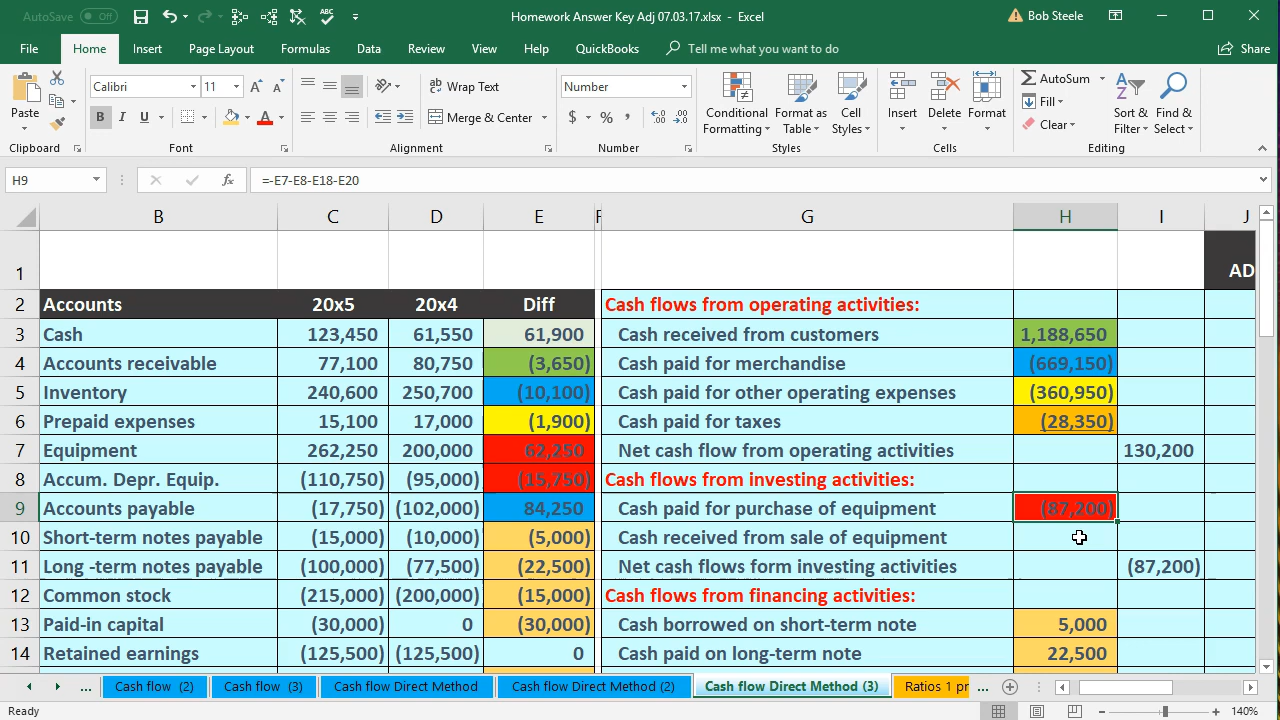 AutoSave Off Homework Answer Key Adj 07.03.17.xlsx - Excel Bob Steele
File Home Insert Page Layout Formulas Data Review View Help QuickBooks Tell me what you want to do Share
Paste Calibri 11 Wrap Text Number Conditional Formatting Format as Table Cell Styles Insert Delete Format AutoSum Fill Clear Sort & Filter Find & Select
B I U Merge & Center $ %
Clipboard Font Alignment Number Styles Cells Editing
H9 fx =-E7-E8-E18-E20
B C D E F G H I J
1 AD
2 Accounts 20x5 20x4 Diff Cash flows from operating activities:
3 Cash 123,450 61,550 61,900 Cash received from customers 1,188,650
4 Accounts receivable 77,100 80,750 (3,650) Cash paid for merchandise (669,150)
5 Inventory 240,600 250,700 (10,100) Cash paid for other operating expenses (360,950)
6 Prepaid expenses 15,100 17,000 (1,900) Cash paid for taxes (28,350)
7 Equipment 262,250 200,000 62,250 Net cash flow from operating activities 130,200
8 Accum. Depr. Equip. (110,750) (95,000) (15,750) Cash flows from investing activities:
9 Accounts payable (17,750) (102,000) 84,250 Cash paid for purchase of equipment (87,200)
10 Short-term notes payable (15,000) (10,000) (5,000) Cash received from sale of equipment
11 Long -term notes payable (100,000) (77,500) (22,500) Net cash flows form investing activities (87,200)
12 Common stock (215,000) (200,000) (15,000) Cash flows from financing activities:
13 Paid-in capital (30,000) 0 (30,000) Cash borrowed on short-term note 5,000
14 Retained earnings (125,500) (125,500) 0 Cash paid on long-term note 22,500
... Cash flow (2) Cash flow (3) Cash flow Direct Method Cash flow Direct Method (2) Cash flow Direct Method (3) Ratios 1 pr ...
Ready 140%